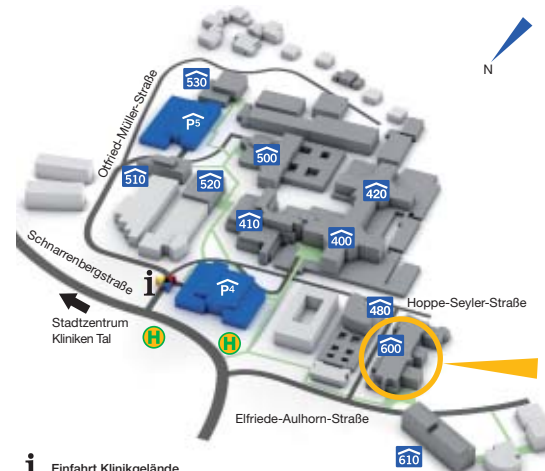 N
530
P5
Otfried-Müller-Straße
500
510
520
420
410
400
Schnarrenbergstraße
i
P4
Hoppe-Seyler-Straße
480
Stadtzentrum
Kliniken Tal
H
H
600
Elfriede-Aulhorn-Straße
610
i Einfahrt Klinikgelände